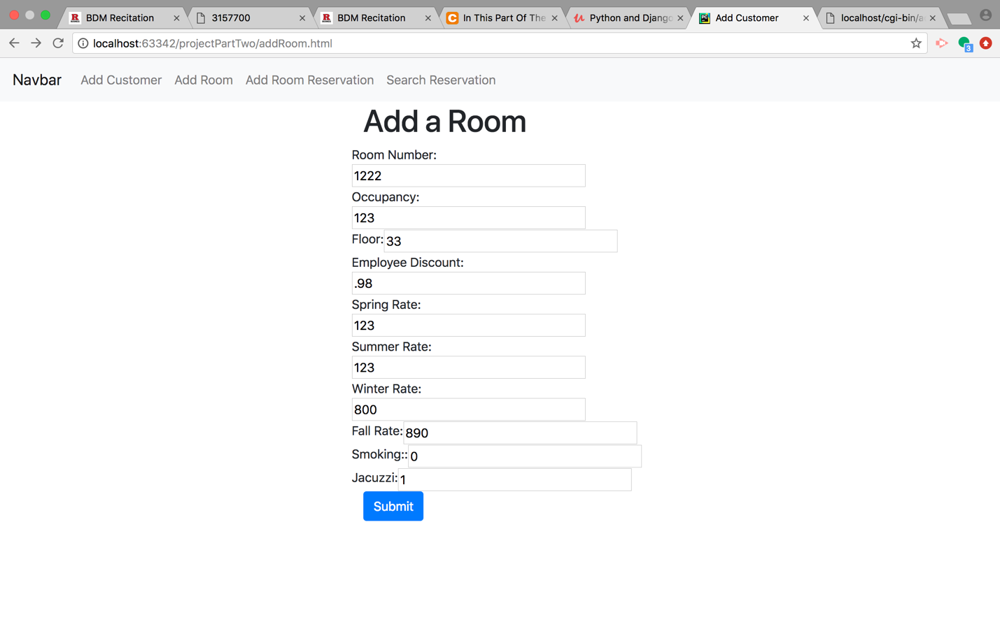 BDM Recitation
3157700
BDM Recitation
In This Part Of The
Python and Django
Add Customer
localhost/cgi-bin/a
localhost:63342/projectPartTwo/addRoom.html
3
Navbar Add Customer Add Room Add Room Reservation Search Reservation
Add a Room
Room Number:
1222
Occupancy:
123
Floor: 33
Employee Discount:
.98
Spring Rate:
123
Summer Rate:
123
Winter Rate:
800
Fall Rate: 890
Smoking:: 0
Jacuzzi: 1
Submit